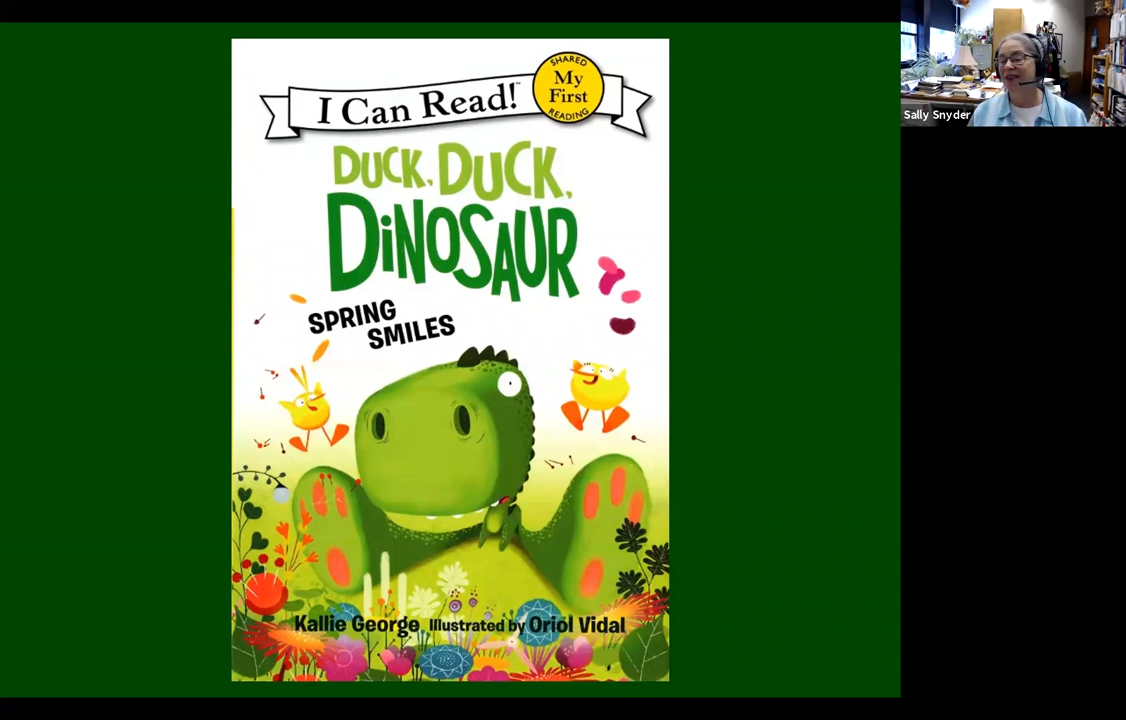 I Can Read!™
SHARED
My
First
READING
DUCK, DUCK,
DiNOSAUR
SPRING
SMILES
Kallie George Illustrated by Oriol Vidal
Sally Snyder